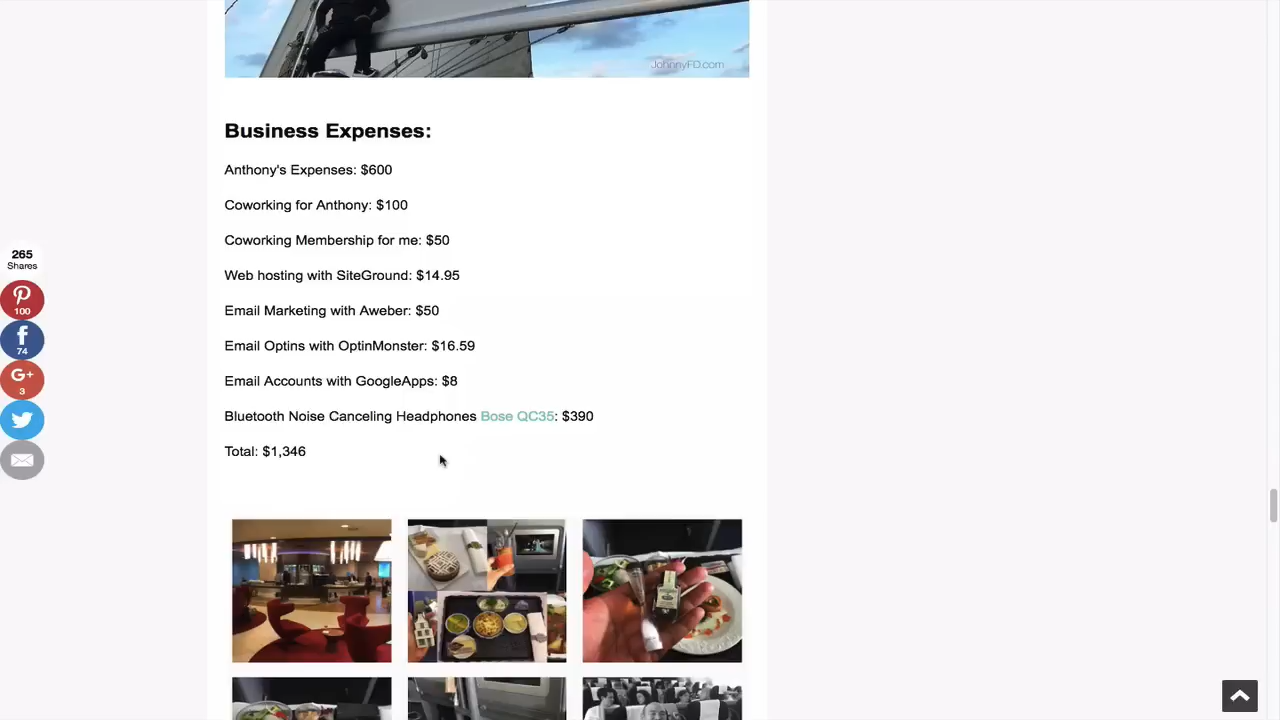 JohnnyFD.com
Business Expenses:
Anthony's Expenses: $600
Coworking for Anthony: $100
Coworking Membership for me: $50
Web hosting with SiteGround: $14.95
Email Marketing with Aweber: $50
Email Optins with OptinMonster: $16.59
Email Accounts with GoogleApps: $8
Bluetooth Noise Canceling Headphones Bose QC35: $390
Total: $1,346
265
Shares
100
f
74
G+
3